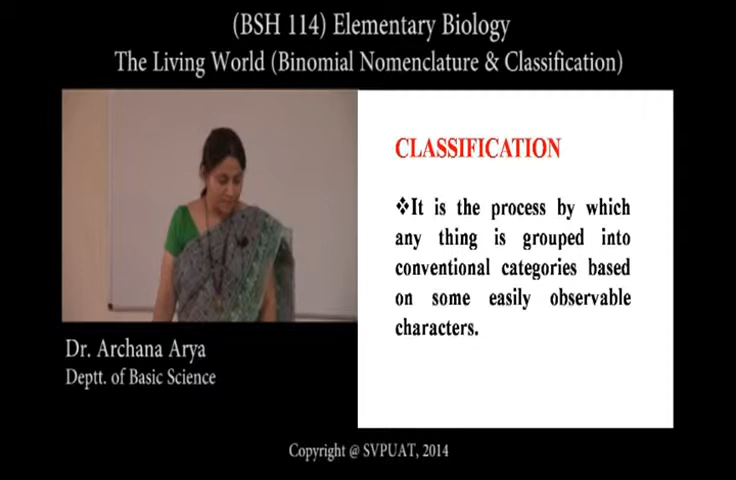 (BSH 114) Elementary Biology
The Living World (Binomial Nomenclature & Classification)
CLASSIFICATION
❖It is the process by which
any thing is grouped into
conventional categories based
on some easily observable
characters.
Dr. Archana Arya
Deptt. of Basic Science
Copyright @ SVPUAT, 2014